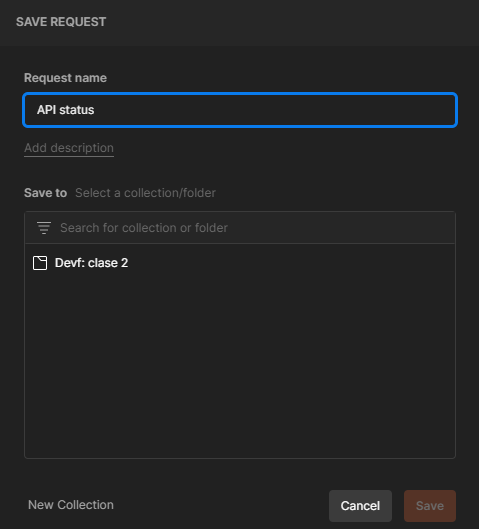 SAVE REQUEST
Request name
API status
Add description
Save to Select a collection/folder
Search for collection or folder
Devf: clase 2
New Collection Cancel Save